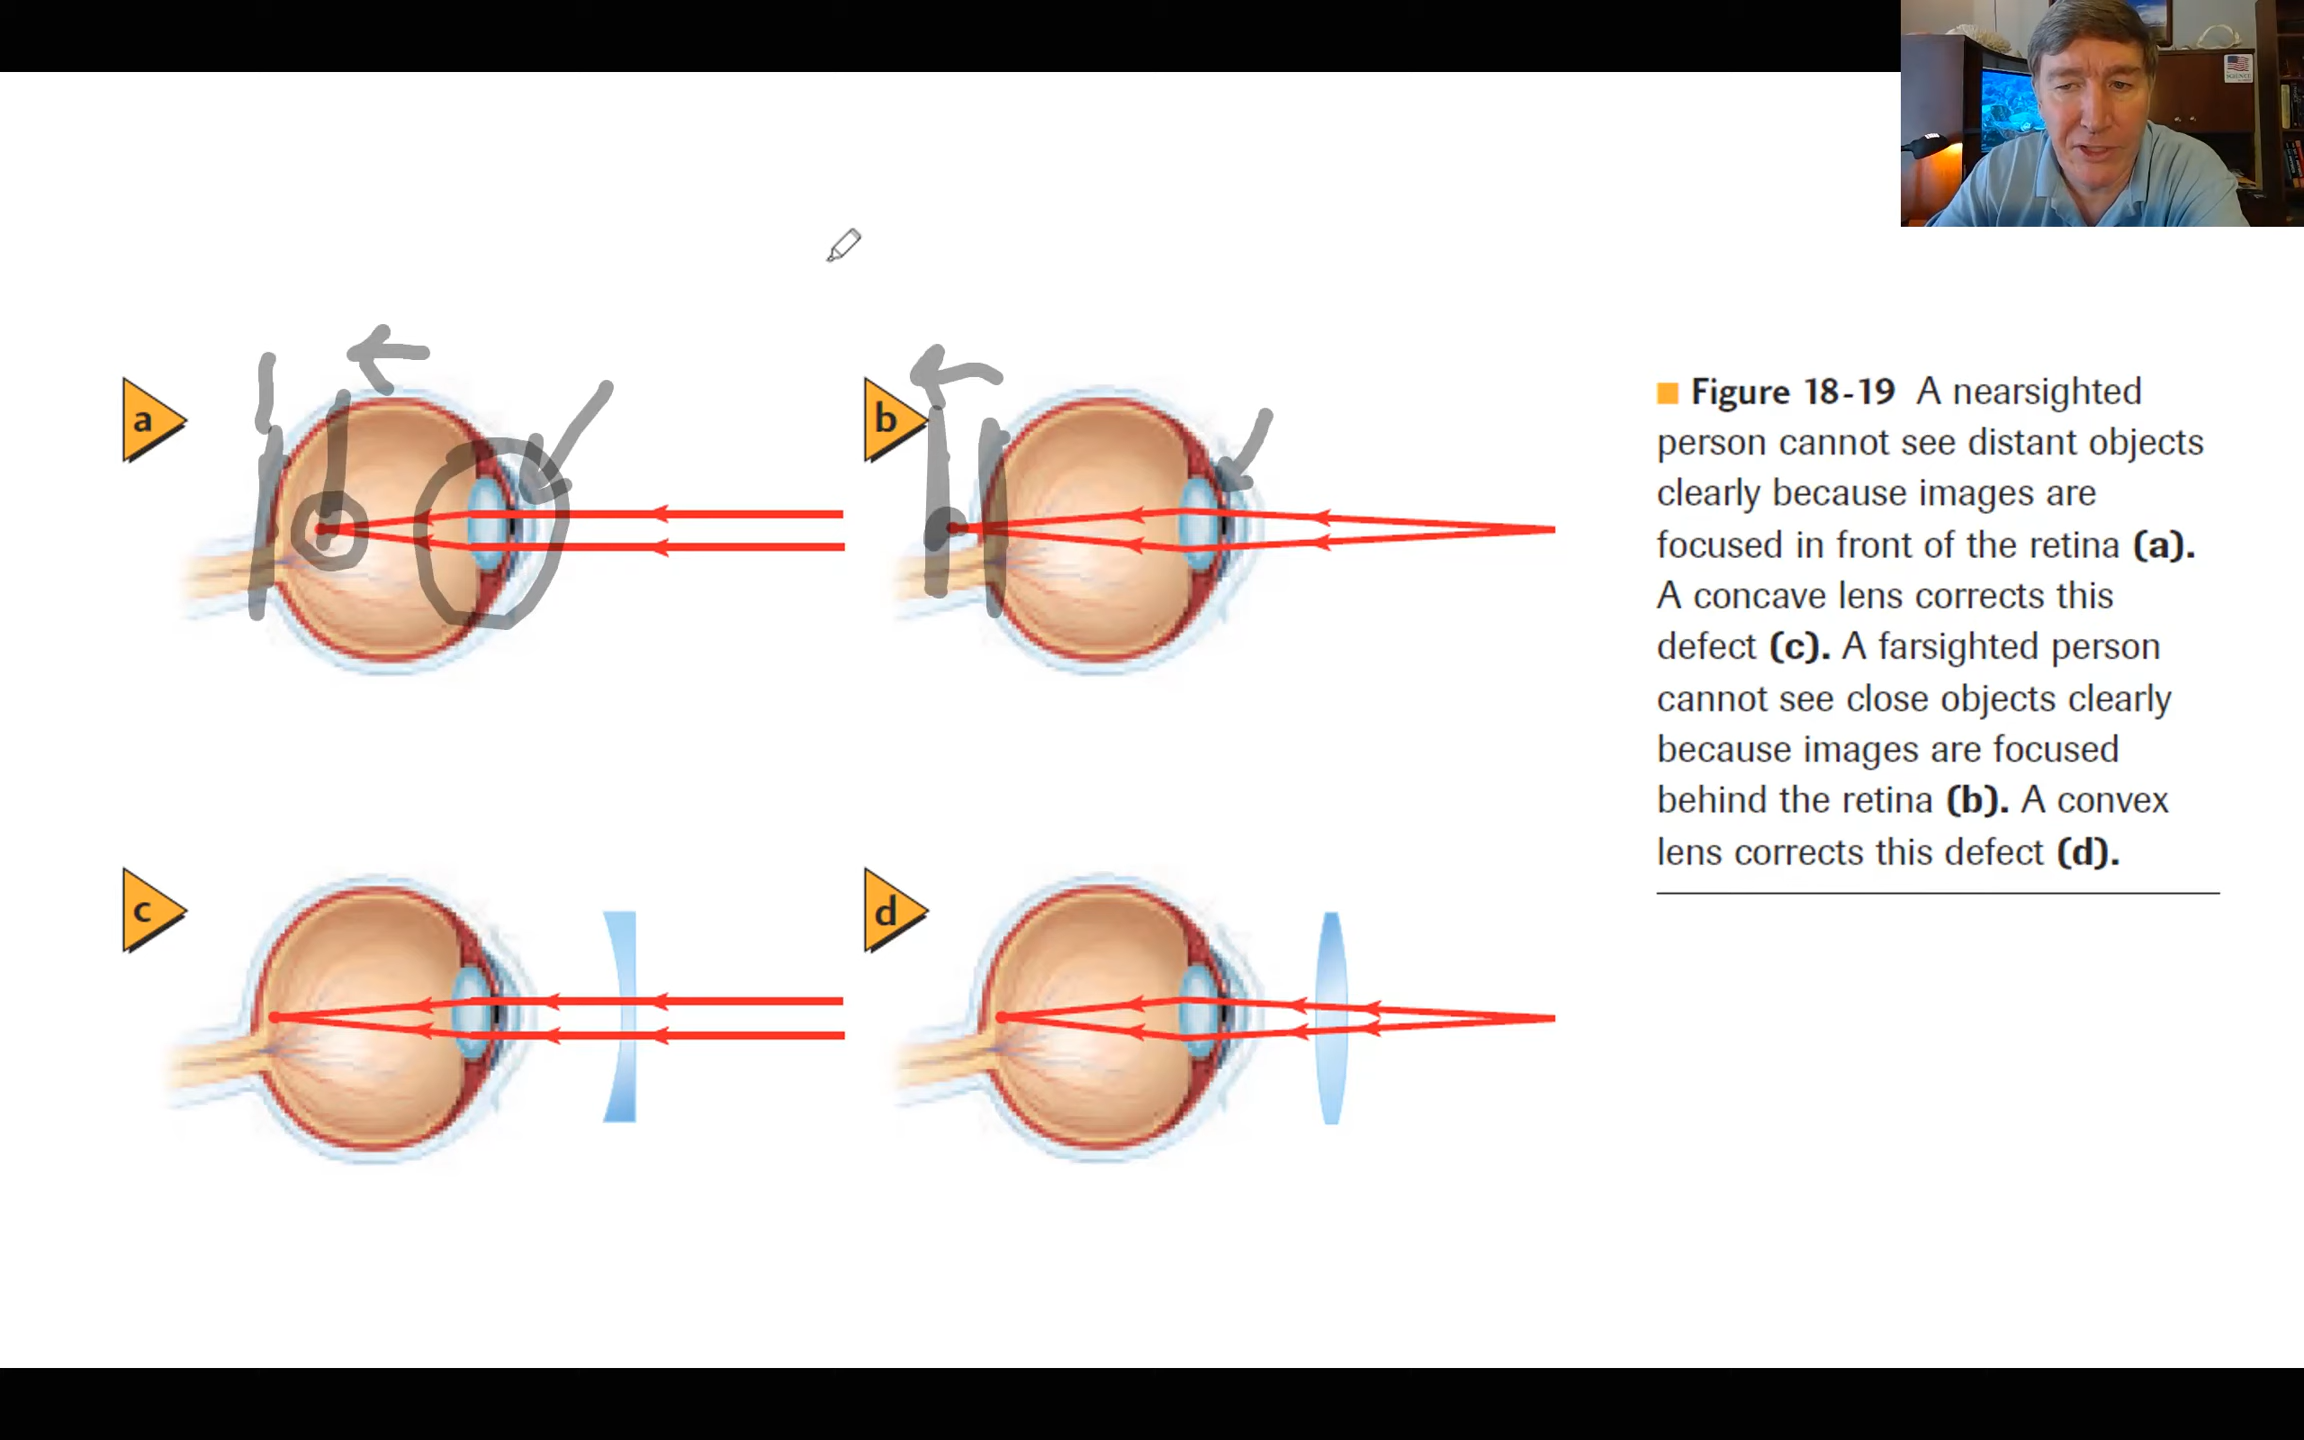 a
b
■ Figure 18-19 A nearsighted
person cannot see distant objects
clearly because images are
focused in front of the retina (a).
A concave lens corrects this
defect (c). A farsighted person
cannot see close objects clearly
because images are focused
behind the retina (b). A convex
lens corrects this defect (d).
c
d